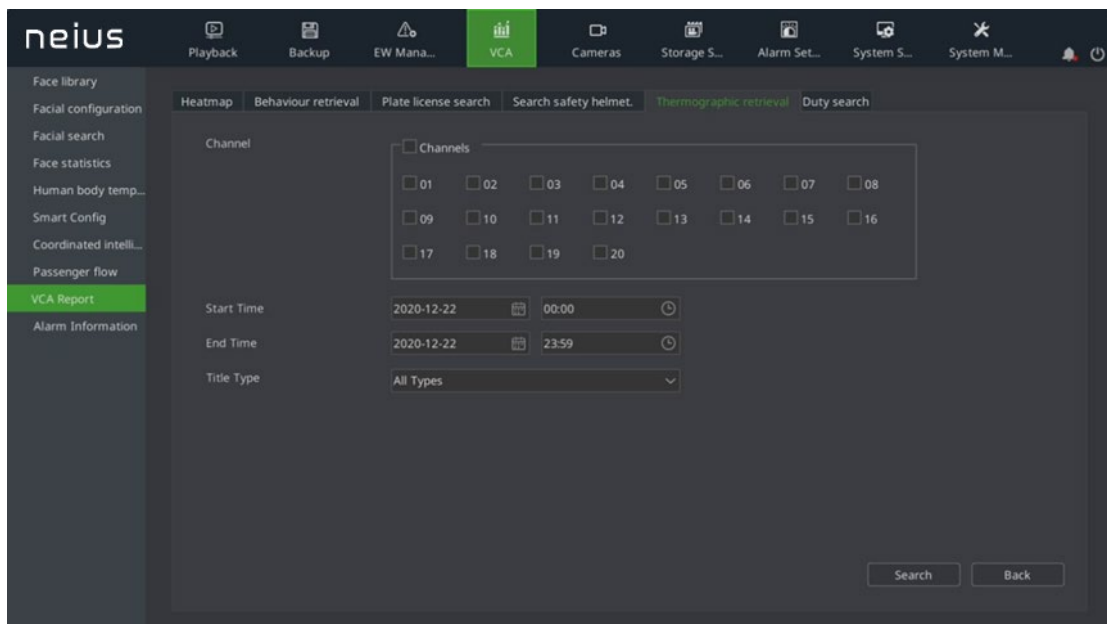 neius
Playback
Backup
EW Mana...
VCA
Cameras
Storage S...
Alarm Set...
System S...
System M...
Face library
Facial configuration
Facial search
Face statistics
Human body temp...
Smart Config
Coordinated intelli...
Passenger flow
VCA Report
Alarm Information
Heatmap Behaviour retrieval Plate license search Search safety helmet. Thermographic retrieval Duty search
Channel
Channels
01 02 03 04 05 06 07 08
09 10 11 12 13 14 15 16
17 18 19 20
Start Time 2020-12-22 00:00
End Time 2020-12-22 23:59
Title Type All Types
Search Back